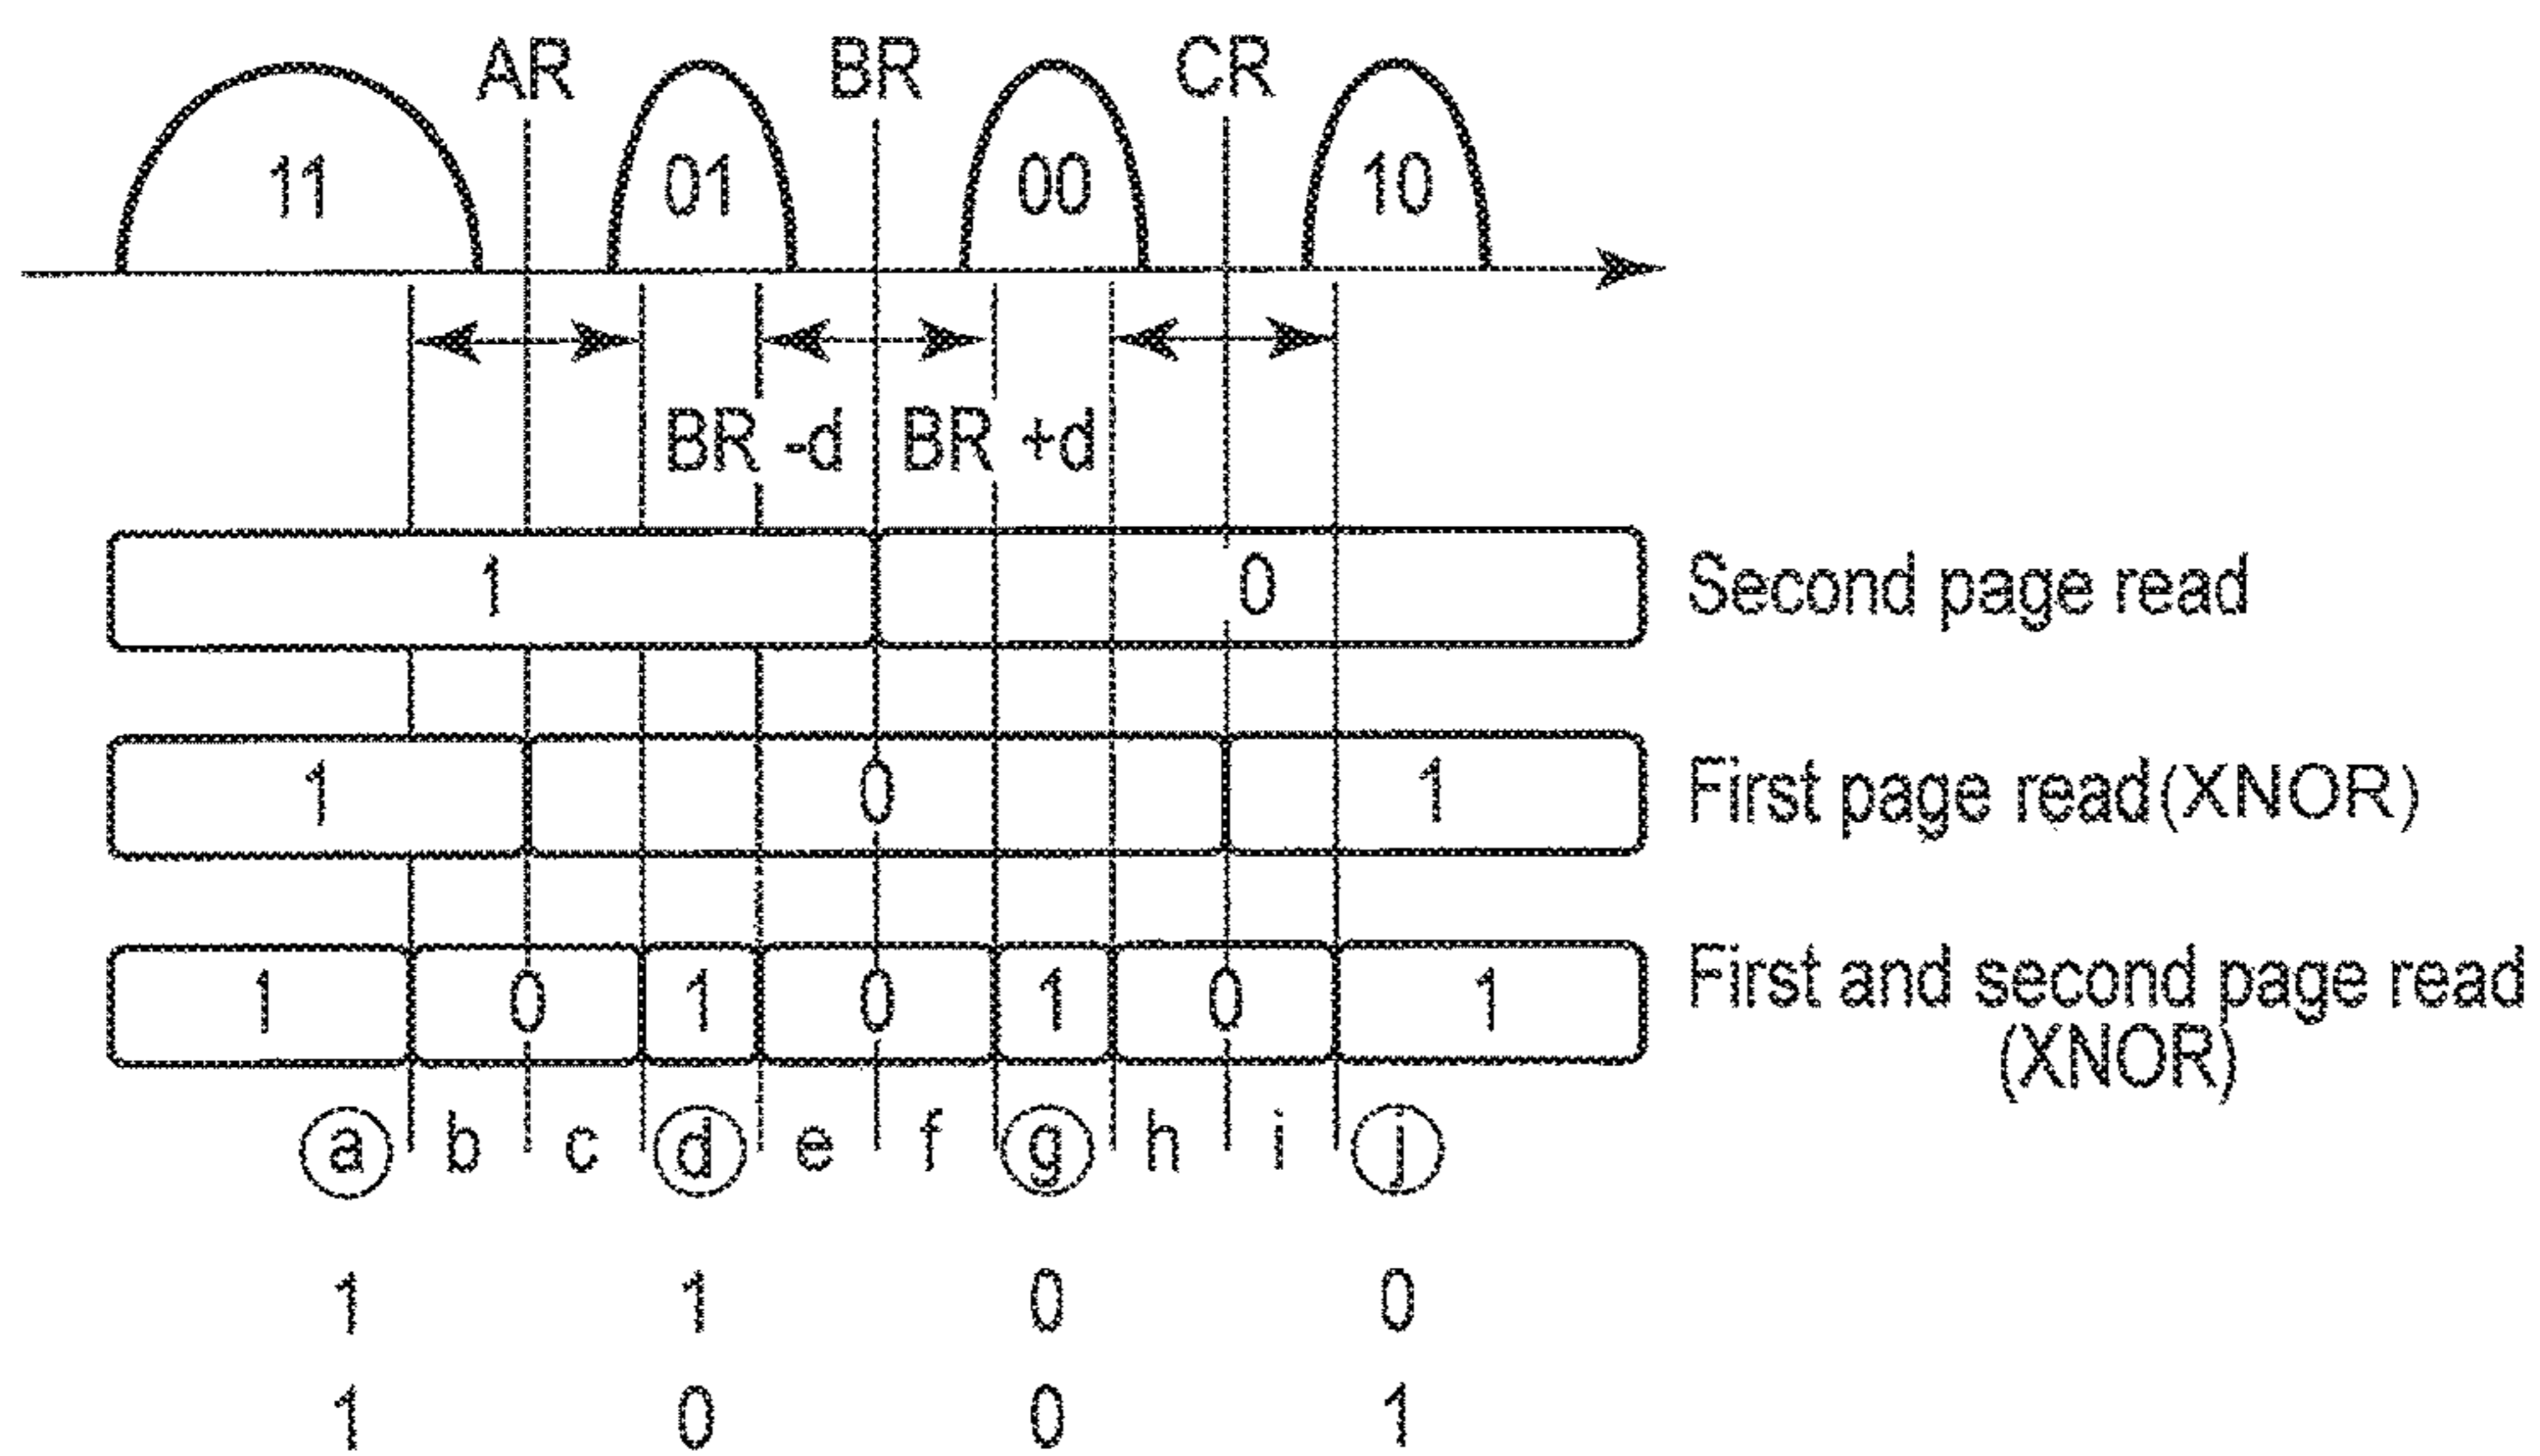 AR BR CR
11 01 00 10
BR -d BR +d
1 0 Second page read
1 0 1 First page read(XNOR)
1 0 1 0 1 0 1 First and second page read
(XNOR)
a b c d e f g h i j
1 1 0 0
1 0 0 1